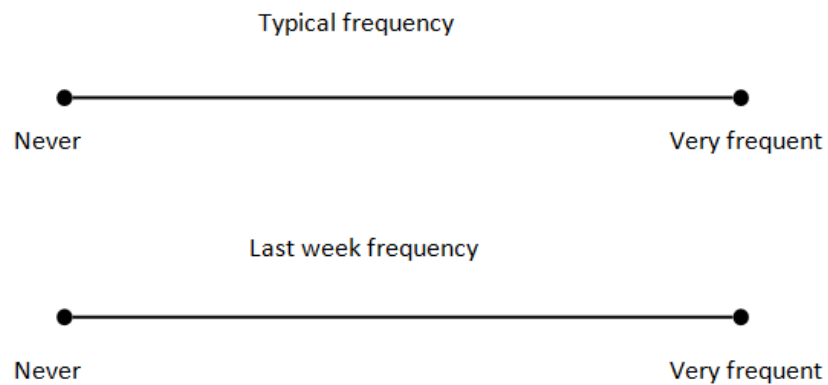 Typical frequency
Never Very frequent
Last week frequency
Never Very frequent